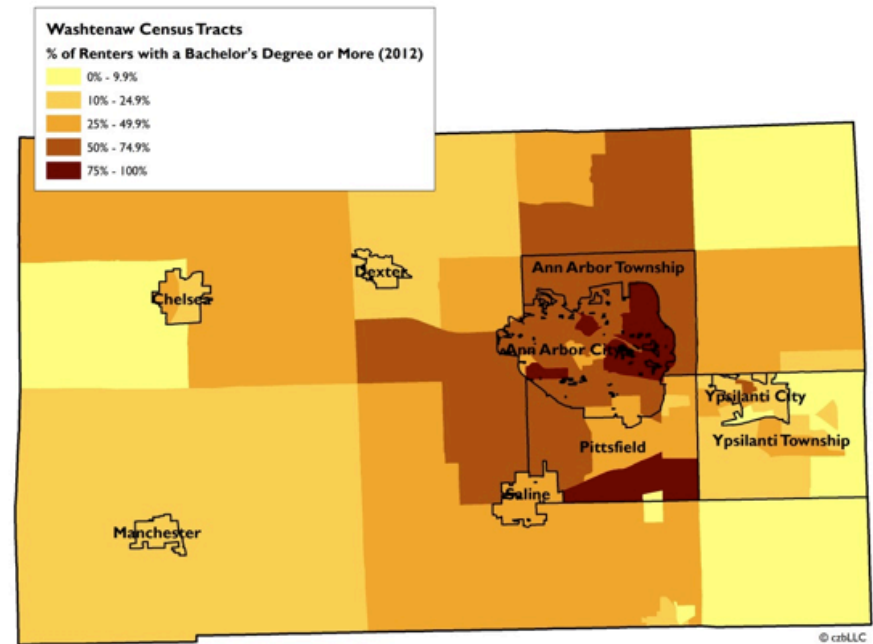 Washtenaw Census Tracts
% of Renters with a Bachelor's Degree or More (2012)
0% - 9.9%
10% - 24.9%
25% - 49.9%
50% - 74.9%
75% - 100%
Ann Arbor Township
Dexter
Chelsea
Ann Arbor City
Ypsilanti City
Ypsilanti Township
Pittsfield
Saline
Manchester
© czbLLC